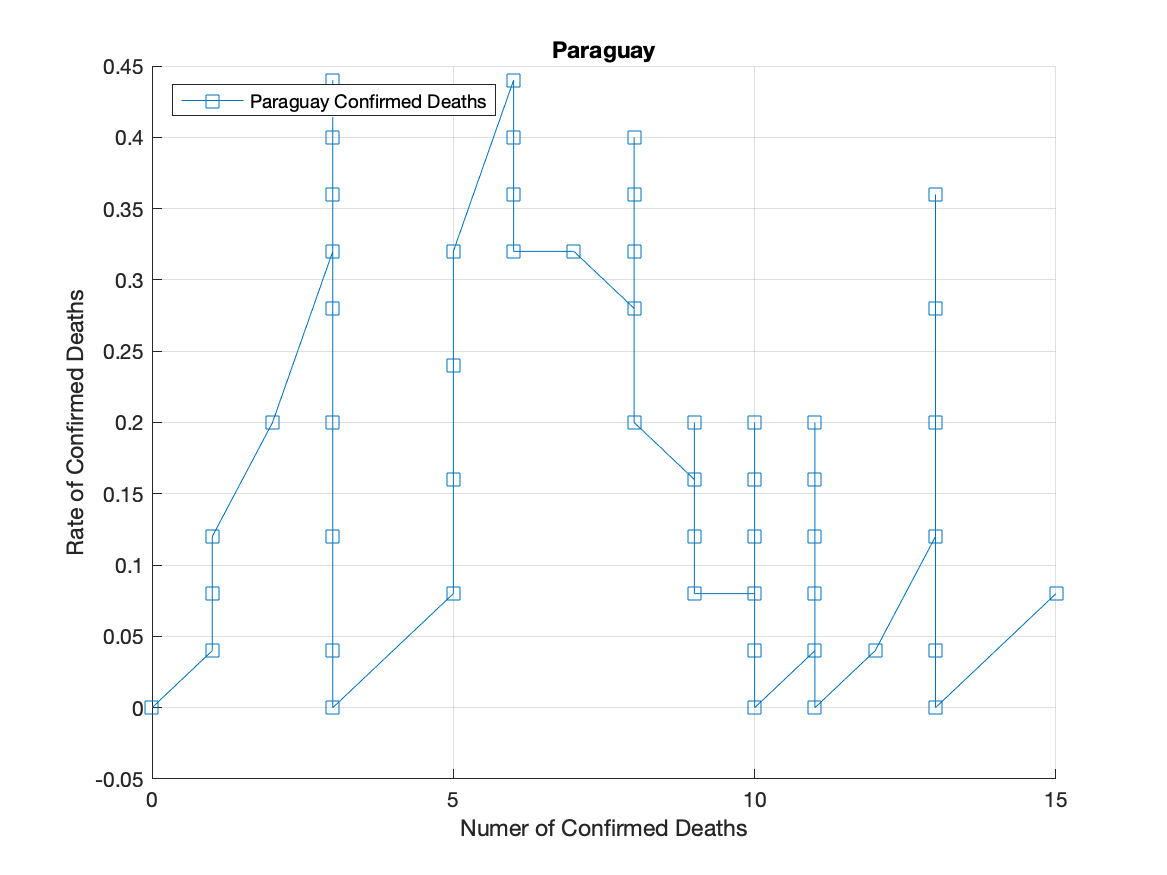 Paraguay
0.45
Paraguay Confirmed Deaths
0.4
0.35
0.3
0.25
0.2
0.15
0.1
0.05
0
-0.05
Rate of Confirmed Deaths
0 5 10 15
Numer of Confirmed Deaths